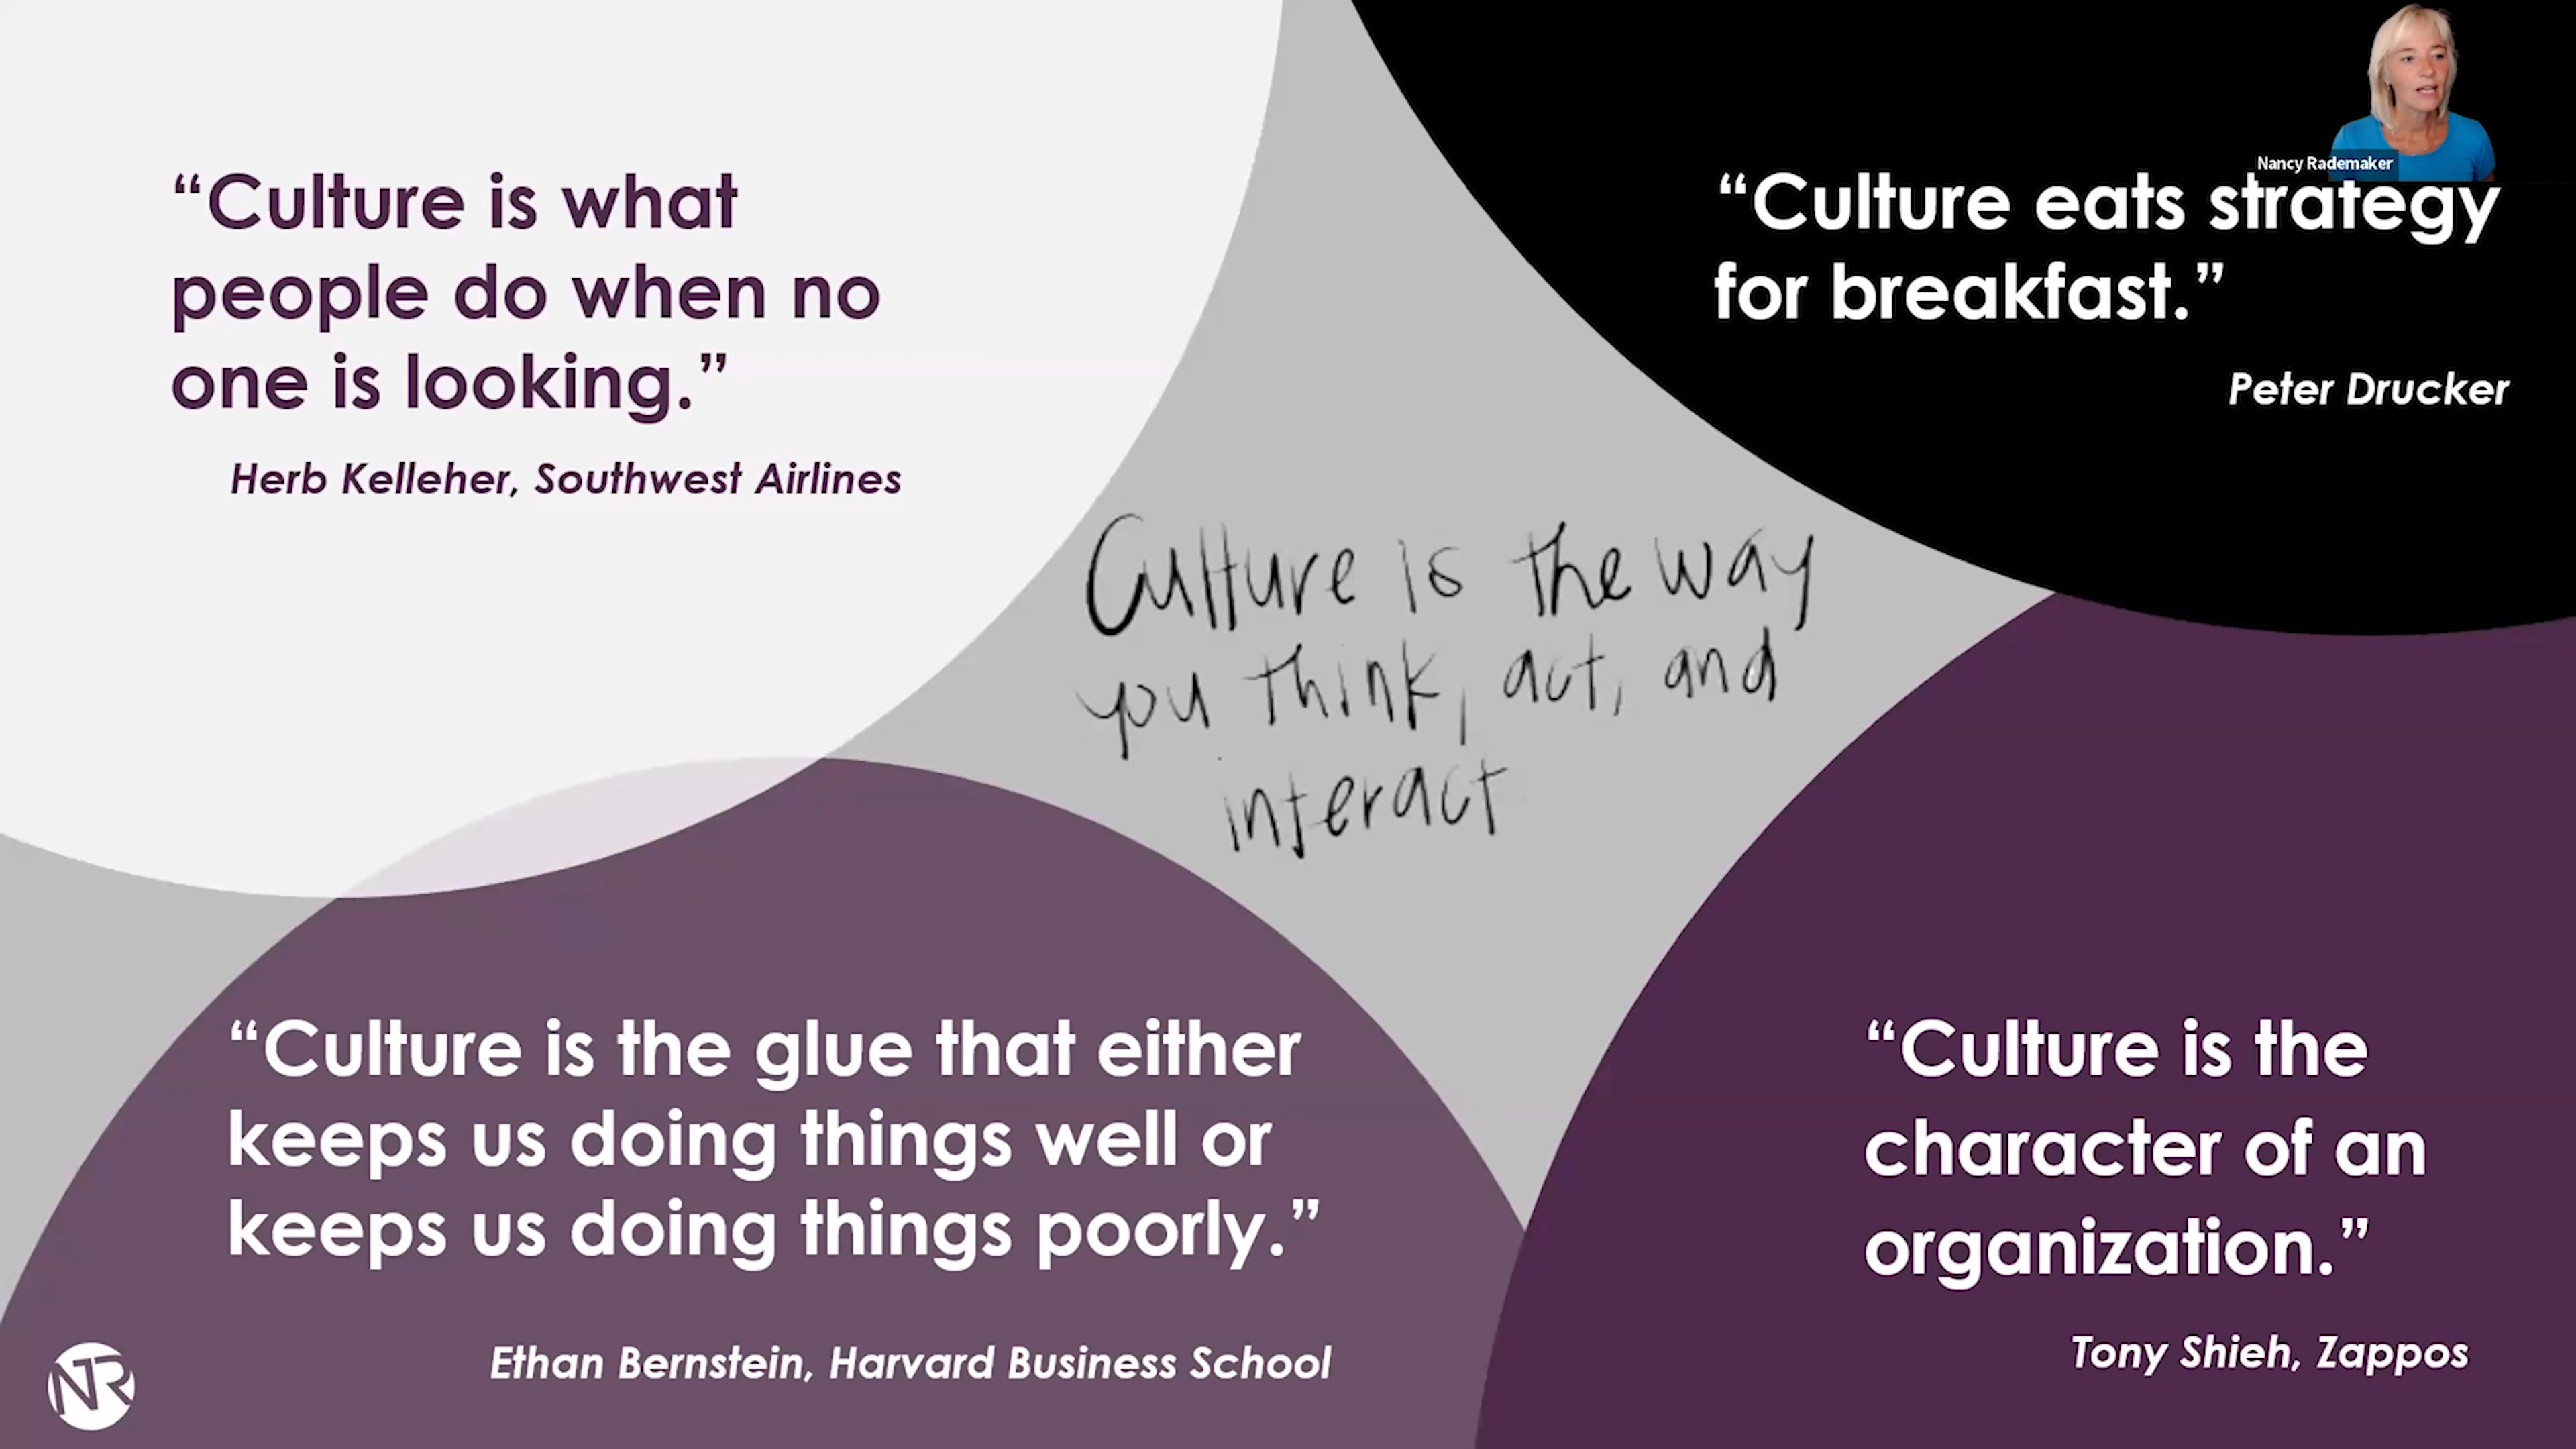 Nancy Rademaker
“Culture is what
people do when no
one is looking.”
Herb Kelleher, Southwest Airlines
“Culture eats strategy
for breakfast.”
Peter Drucker
Culture is the way
you think, act, and
interact
“Culture is the glue that either
keeps us doing things well or
keeps us doing things poorly.”
Ethan Bernstein, Harvard Business School
“Culture is the
character of an
organization.”
Tony Shieh, Zappos
NR